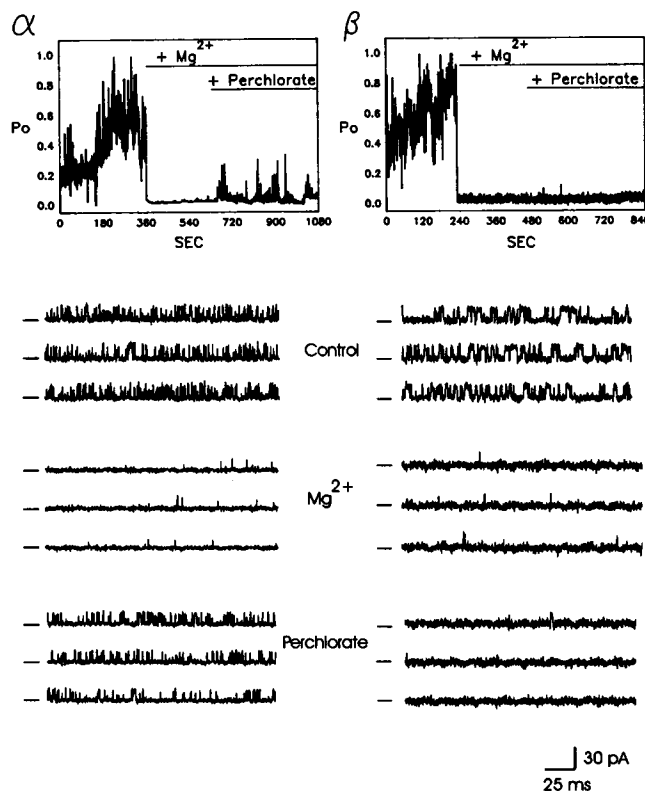 α
β
1.0
0.8
0.6
Po
0.4
0.2
0.0
0 180 360 540 720 900 1080
SEC
+ Mg2+
+ Perchlorate
1.0
0.8
0.6
Po
0.4
0.2
0.0
0 120 240 360 480 600 720 840
SEC
+ Mg2+
+ Perchlorate
Control
Mg2+
Perchlorate
30 pA
25 ms